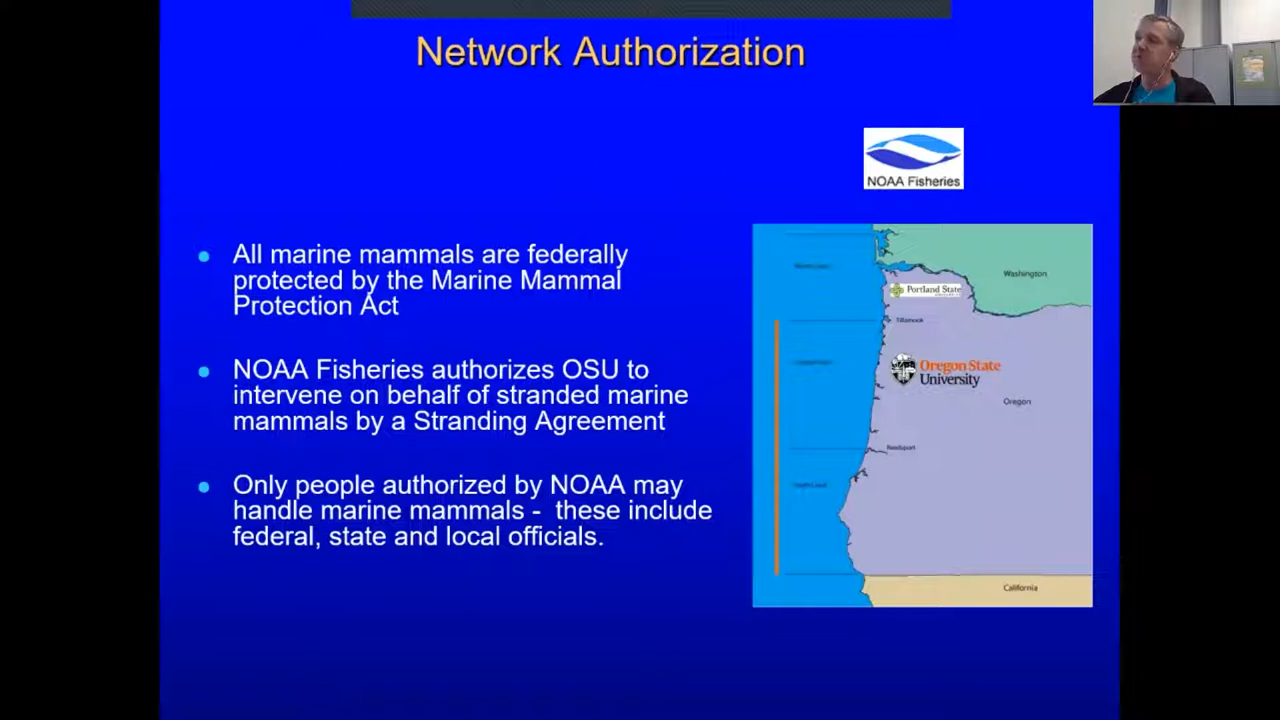 Network Authorization
NOAA Fisheries
All marine mammals are federally
protected by the Marine Mammal
Protection Act
NOAA Fisheries authorizes OSU to
intervene on behalf of stranded marine
mammals by a Stranding Agreement
Only people authorized by NOAA may
handle marine mammals - these include
federal, state and local officials.
Washington
Portland State
Tillamook
Oregon State
University
Oregon
Reedsport
California